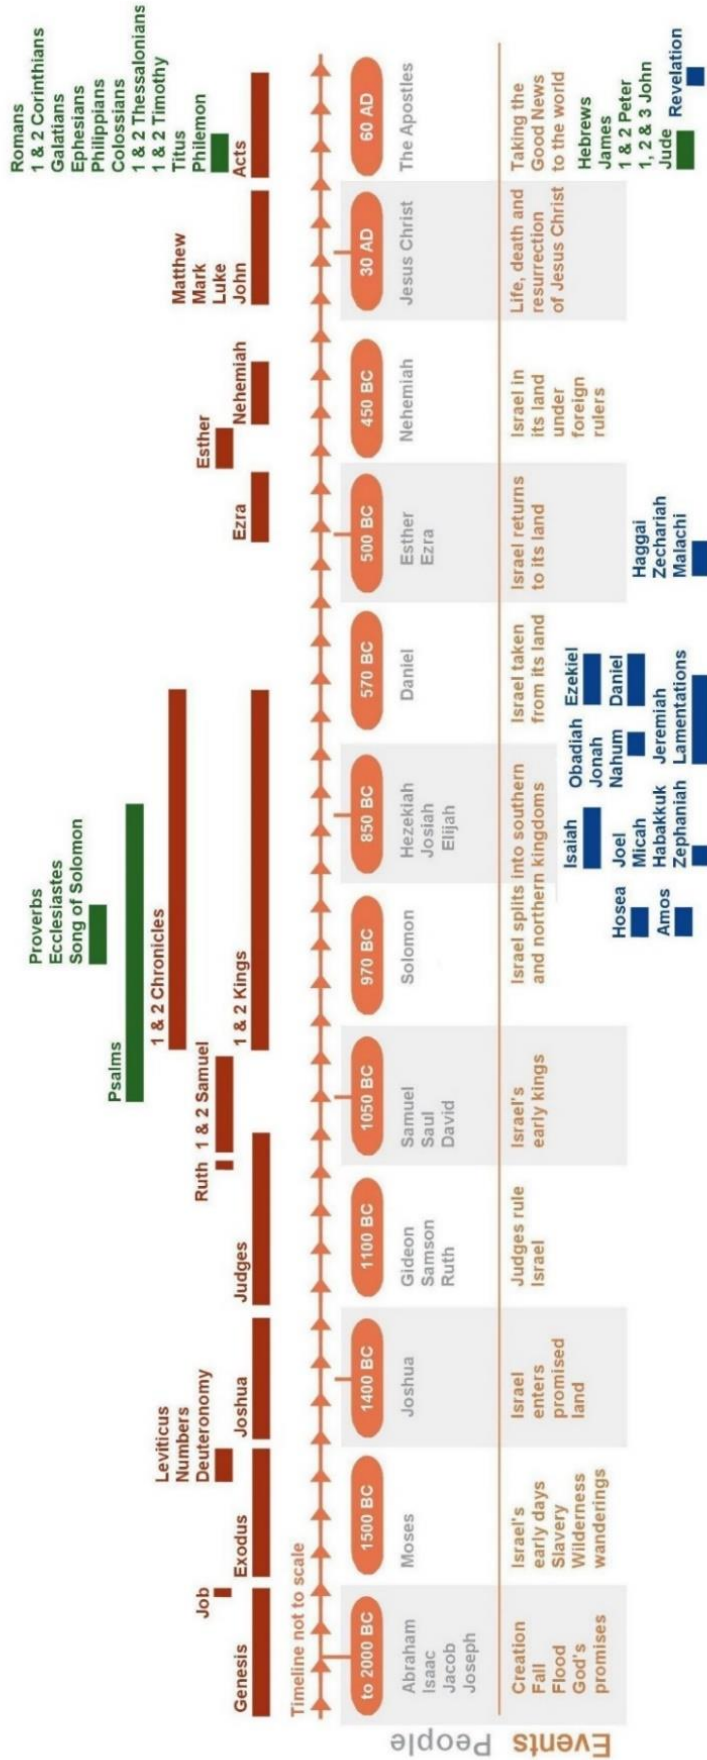 Romans
1 & 2 Corinthians
Galatians
Ephesians
Philippians
Colossians
1 & 2 Thessalonians
1 & 2 Timothy
Titus
Philemon
Proverbs
Ecclesiastes
Song of Solomon
Psalms
1 & 2 Chronicles
Leviticus
Numbers
Deuteronomy
Matthew
Mark
Luke
John
Job
Ruth
1 & 2 Samuel
Esther
Genesis
Exodus
Joshua
Judges
1 & 2 Kings
Ezra
Nehemiah
Acts
Timeline not to scale
to 2000 BC
1500 BC
1400 BC
1100 BC
1050 BC
970 BC
850 BC
570 BC
500 BC
450 BC
30 AD
60 AD
People
Abraham
Isaac
Jacob
Joseph
Moses
Joshua
Gideon
Samson
Ruth
Samuel
Saul
David
Solomon
Hezekiah
Josiah
Elijah
Daniel
Esther
Ezra
Nehemiah
Jesus Christ
The Apostles
Events
Creation
Fall
Flood
God's
promises
Israel's
early days
Slavery
Wilderness
wanderings
Israel
enters
promised
land
Judges rule
Israel
Israel's
early kings
Israel splits into southern
and northern kingdoms
Israel taken
from its land
Israel returns
to its land
Israel in
its land
under
foreign
rulers
Life, death and
resurrection
of Jesus Christ
Taking the
Good News
to the world
Hosea
Amos
Isaiah
Joel
Micah
Habakkuk
Zephaniah
Obadiah
Jonah
Nahum
Ezekiel
Daniel
Jeremiah
Lamentations
Haggai
Zechariah
Malachi
Hebrews
James
1 & 2 Peter
1, 2 & 3 John
Jude
Revelation